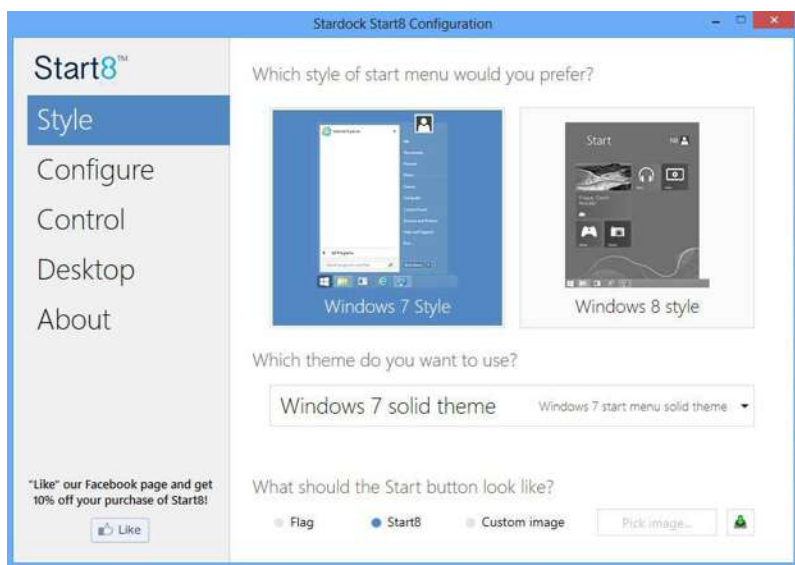 Stardock Start8 Configuration
Start8™
Style
Configure
Control
Desktop
About
"Like" our Facebook page and get
10% off your purchase of Start8!
Like
Which style of start menu would you prefer?
Windows 7 Style
Start
Windows 8 style
Which theme do you want to use?
Windows 7 solid theme
Windows 7 start menu solid theme
What should the Start button look like?
Flag
Start8
Custom image
Pick image...